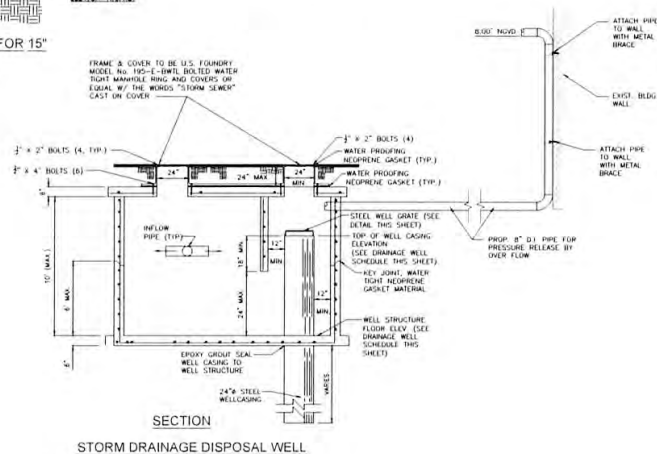 FOR 15"
FRAME & COVER TO BE U.S. FOUNDRY
MODEL No. 195-E-BWTL BOLTED WATER
TIGHT MANHOLE RING AND COVERS OR
EQUAL W/ THE WORDS "STORM SEWER"
CAST ON COVER
8.00' NGVD
ATTACH PIPE
TO WALL
WITH METAL
BRACE
EXIST. BLDG
WALL
ATTACH PIPE
TO WALL
WITH METAL
BRACE
X 2" BOLTS (4, TYP.)
X 4" BOLTS (6)
X 2" BOLTS (4)
WATER PROOFING
NEOPRENE GASKET (TYP.)
WATER PROOFING
NEOPRENE GASKET (TYP.)
24"
24" MAX
24"
MIN
8"
INFLOW
PIPE (TYP)
12"
MIN
18" MIN.
24" MAX
12"
MIN.
10' (MAX.)
6' MAX.
STEEL WELL GRATE (SEE
DETAIL THIS SHEET)
TOP OF WELL CASING
ELEVATION
(SEE DRAINAGE WELL
SCHEDULE THIS SHEET)
KEY JOINT, WATER
TIGHT NEOPRENE
GASKET MATERIAL
PROP. 8" D.I PIPE FOR
PRESSURE RELEASE BY
OVER FLOW
WELL STRUCTURE
FLOOR ELEV (SEE
DRAINAGE WELL
SCHEDULE THIS
SHEET)
EPOXY GROUT SEAL
WELL CASING TO
WELL STRUCTURE
24"ø STEEL
WELLCASING
VARIES
SECTION
STORM DRAINAGE DISPOSAL WELL